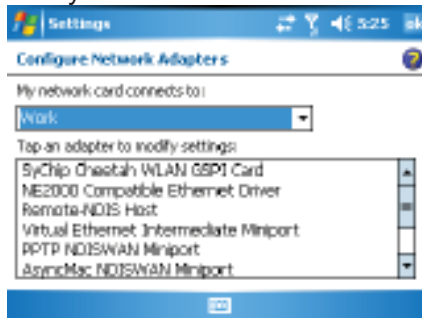 Settings 5:25 ok
Configure Network Adapters
My network card connects to:
Work
Tap an adapter to modify settings:
SyChip Cheetah WLAN GSPI Card
NE2000 Compatible Ethernet Driver
Remote-NDIS Host
Virtual Ethernet Intermediate Miniport
PPTP NDISWAN Miniport
AsyncMac NDISWAN Miniport